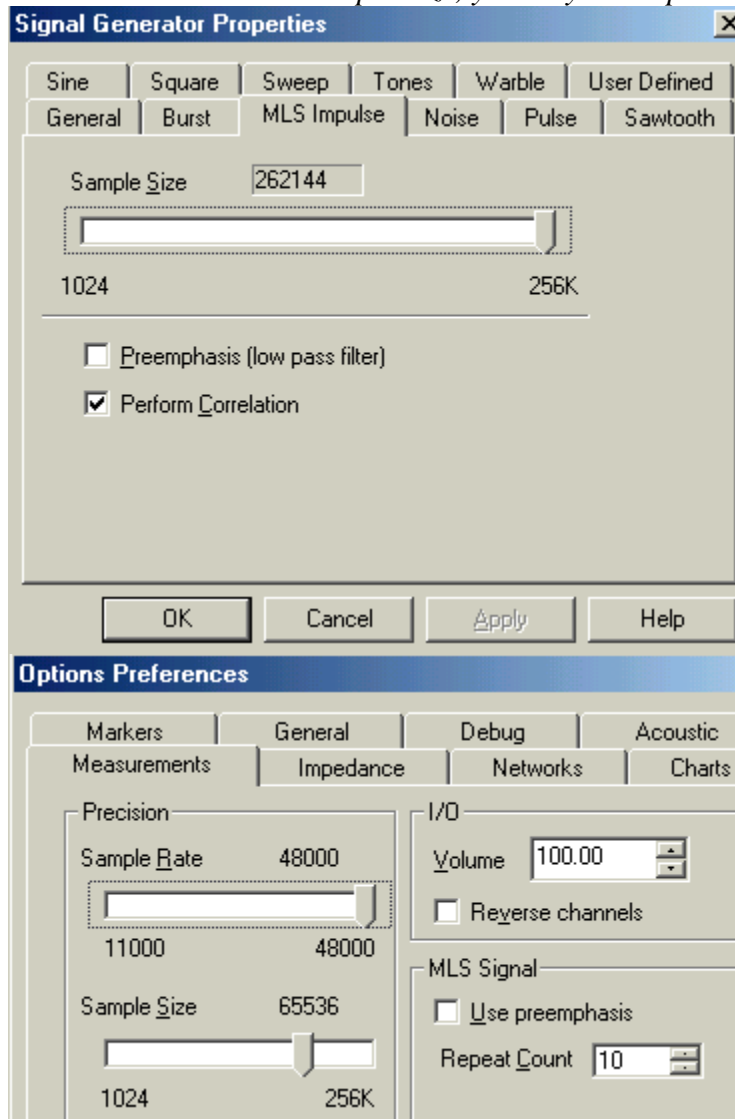 Signal Generator Properties
Sine Square Sweep Tones Warble User Defined
General Burst MLS Impulse Noise Pulse Sawtooth
Sample Size 262144
1024 256K
Preemphasis (low pass filter)
Perform Correlation
OK Cancel Apply Help
Options Preferences
Markers General Debug Acoustic
Measurements Impedance Networks Charts
Precision
Sample Rate 48000
11000 48000
Sample Size 65536
1024 256K
I/O
Volume 100.00
Reverse channels
MLS Signal
Use preemphasis
Repeat Count 10